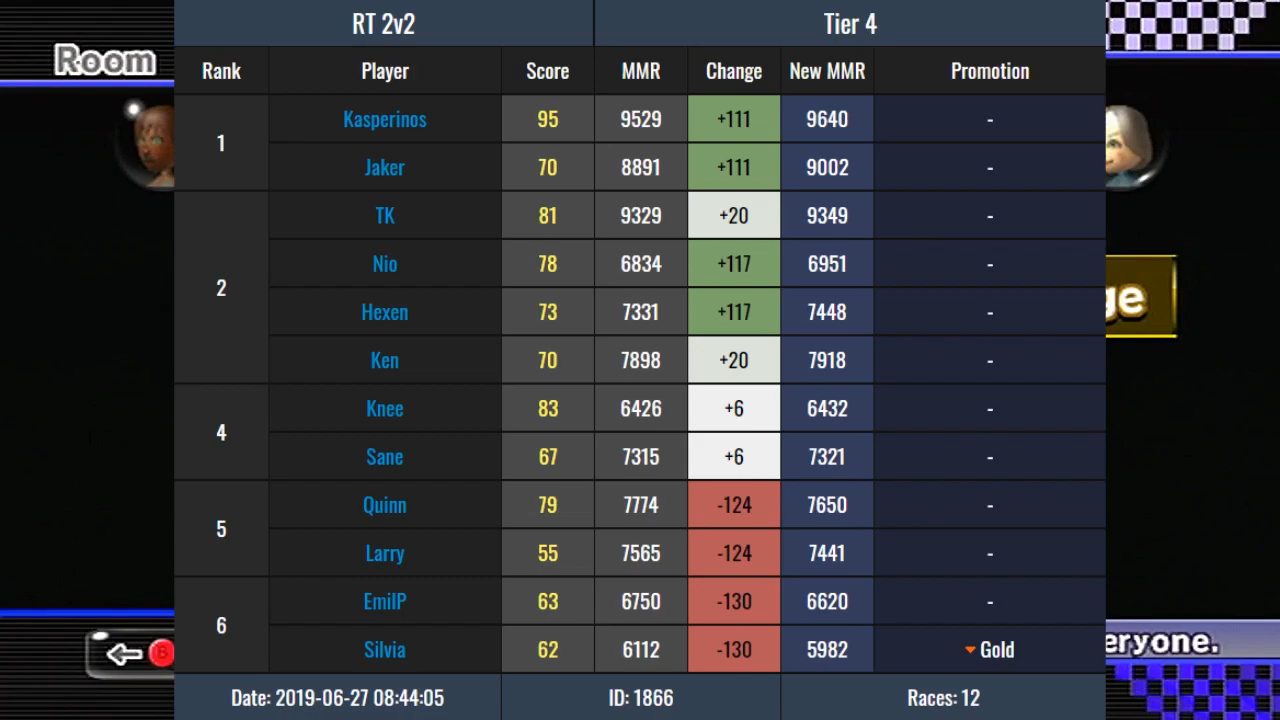 RT 2v2 Tier 4
Room
Rank Player Score MMR Change New MMR Promotion
1
Kasperinos 95 9529 +111 9640 -
Jaker 70 8891 +111 9002 -
2
TK 81 9329 +20 9349 -
Nio 78 6834 +117 6951 -
Hexen 73 7331 +117 7448 -
Ken 70 7898 +20 7918 -
ge
4
Knee 83 6426 +6 6432 -
Sane 67 7315 +6 7321 -
5
Quinn 79 7774 -124 7650 -
Larry 55 7565 -124 7441 -
6
EmilP 63 6750 -130 6620 -
Silvia 62 6112 -130 5982 Gold
B
eryone.
Date: 2019-06-27 08:44:05 ID: 1866 Races: 12